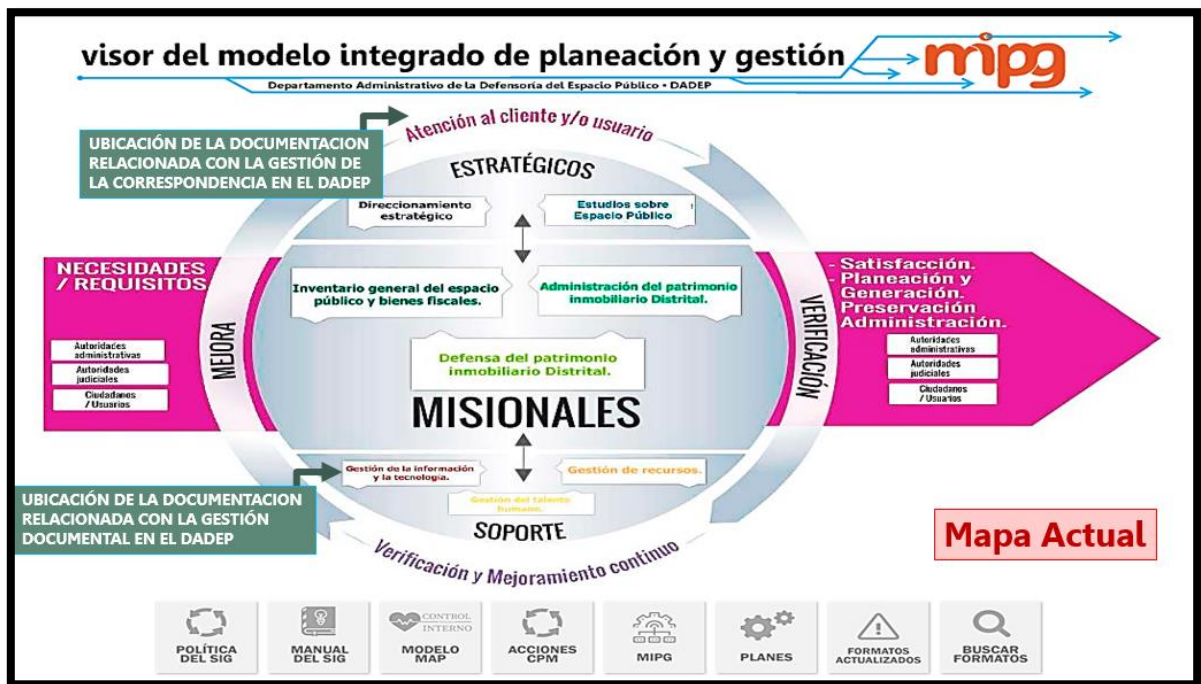 visor del modelo integrado de planeación y gestión
mipg
Departamento Administrativo de la Defensoría del Espacio Público • DADEP
Atención al cliente y/o usuario
UBICACIÓN DE LA DOCUMENTACION
RELACIONADA CON LA GESTIÓN DE
LA CORRESPONDENCIA EN EL DADEP
ESTRATÉGICOS
Direccionamiento
estratégico
Estudios sobre
Espacio Público
NECESIDADES
/ REQUISITOS
Autoridades
administrativas
Autoridades
judiciales
Ciudadanos
/ Usuarios
MEJORA
Inventario general del espacio
público y bienes fiscales.
Administración del patrimonio
inmobiliario Distrital.
Defensa del patrimonio
inmobiliario Distrital.
MISIONALES
VERIFICACIÓN
- Satisfacción.
- Planeación y
Generación.
Preservación
Administración.
Autoridades
administrativas
Autoridades
judiciales
Ciudadanos
/ Usuarios
Gestión de la información
y la tecnología.
Gestión de recursos.
Gestión del talento
humano.
SOPORTE
UBICACIÓN DE LA DOCUMENTACION
RELACIONADA CON LA GESTIÓN
DOCUMENTAL EN EL DADEP
Verificación y Mejoramiento continuo
Mapa Actual
POLÍTICA
DEL SIG
MANUAL
DEL SIG
CONTROL
INTERNO
MODELO
MAP
ACCIONES
CPM
MIPG
PLANES
FORMATOS
ACTUALIZADOS
BUSCAR
FORMATOS